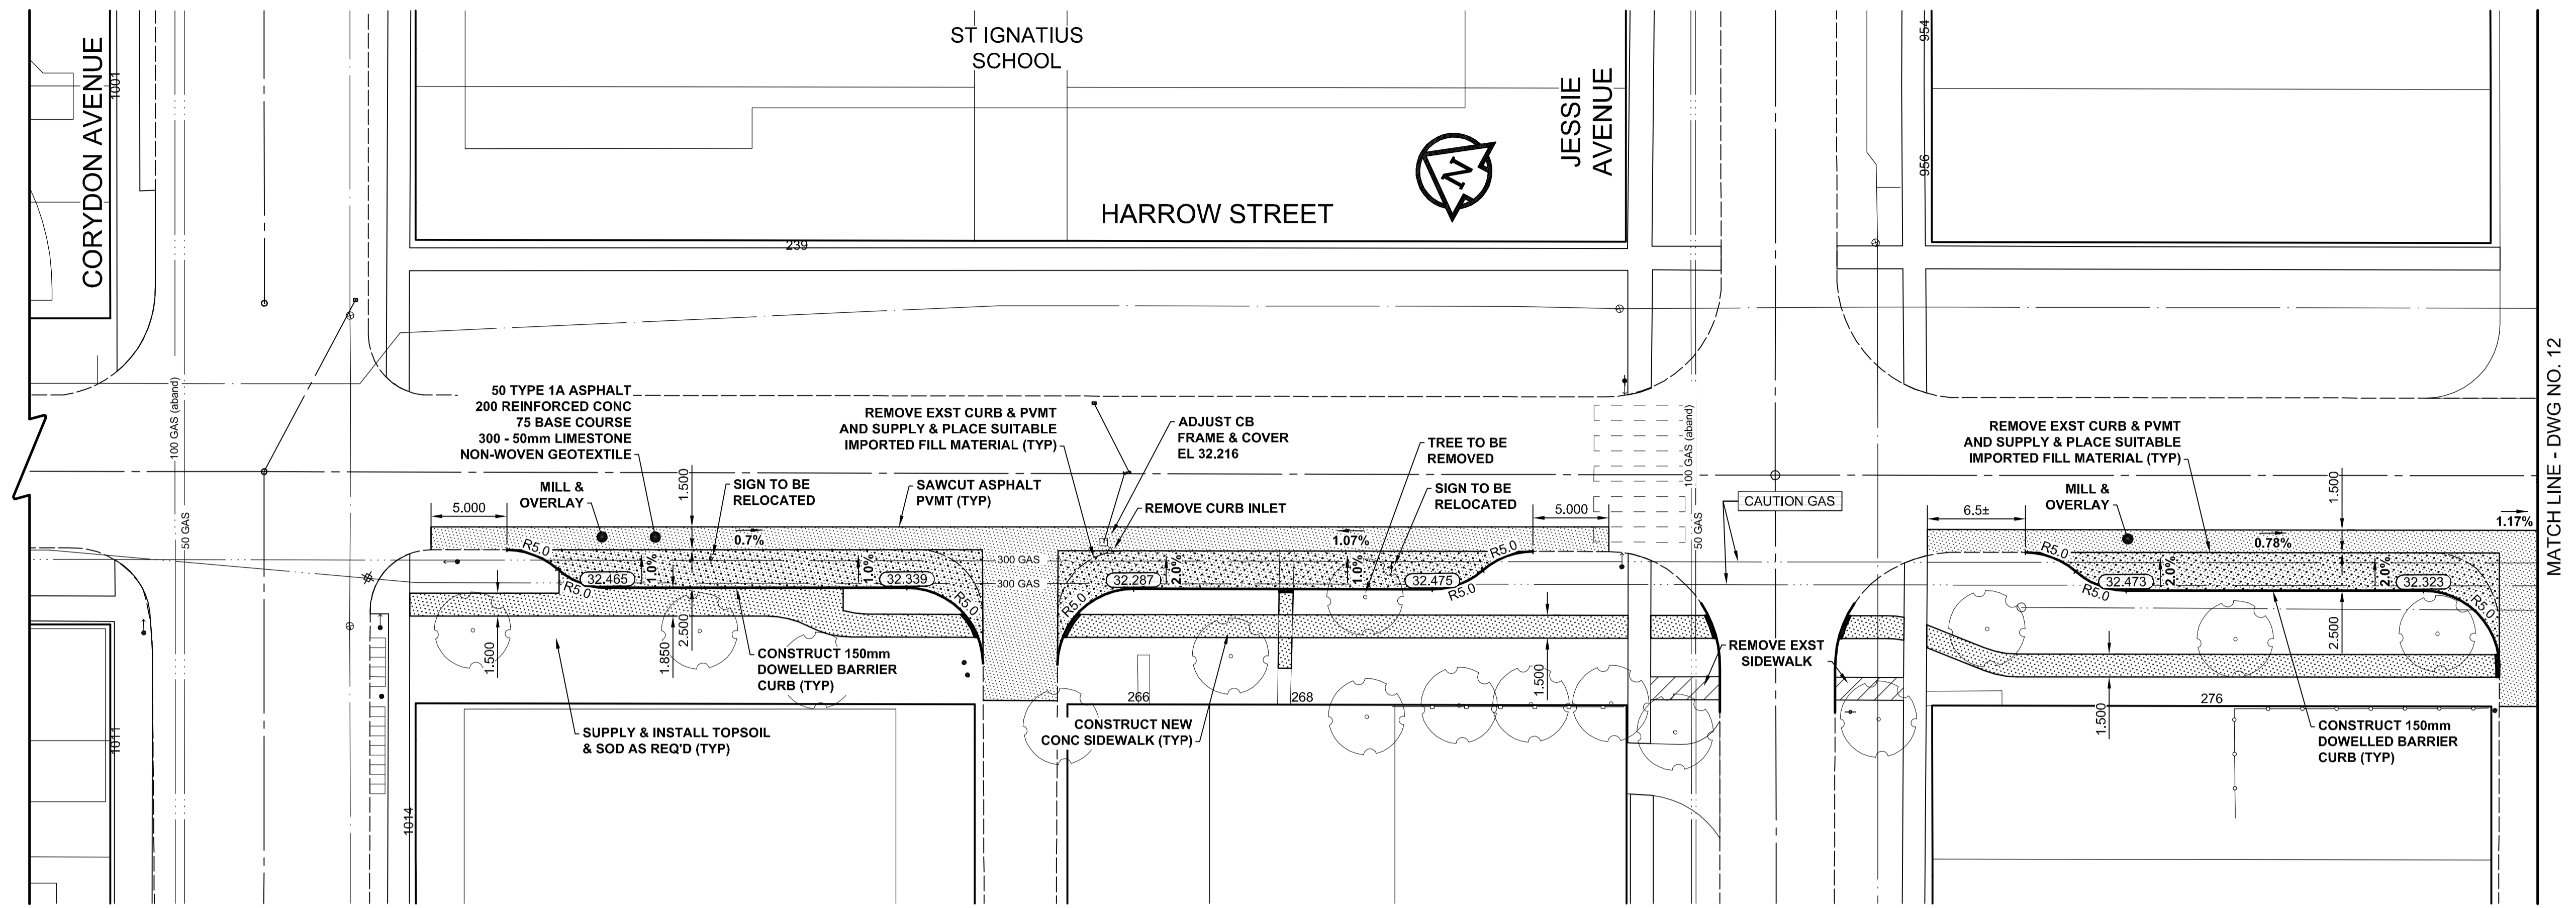 CORYDON AVENUE
1001
ST IGNATIUS
SCHOOL
HARROW STREET
N
JESSIE
AVENUE
954
956
239
MATCH LINE - DWG NO. 12
100 GAS (aband)
50 GAS
50 TYPE 1A ASPHALT
200 REINFORCED CONC
75 BASE COURSE
300 - 50mm LIMESTONE
NON-WOVEN GEOTEXTILE
MILL &
OVERLAY
5.000
1.500
SIGN TO BE
RELOCATED
REMOVE EXST CURB & PVMT
AND SUPPLY & PLACE SUITABLE
IMPORTED FILL MATERIAL (TYP)
SAWCUT ASPHALT
PVMT (TYP)
ADJUST CB
FRAME & COVER
EL 32.216
REMOVE CURB INLET
TREE TO BE
REMOVED
SIGN TO BE
RELOCATED
5.000
100 GAS (aband)
50 GAS
CAUTION GAS
REMOVE EXST CURB & PVMT
AND SUPPLY & PLACE SUITABLE
IMPORTED FILL MATERIAL (TYP)
MILL &
OVERLAY
6.5±
1.500
1.17%
0.7%
1.07%
0.78%
R5.0
R5.0
32.465
1.0%
1.0%
32.339
R5.0
300 GAS
300 GAS
R5.0
32.287
2.0%
1.0%
32.475
R5.0
R5.0
R5.0
R5.0
32.473
2.0%
2.0%
32.323
R5.0
1.500
1.850
2.500
CONSTRUCT 150mm
DOWELLED BARRIER
CURB (TYP)
SUPPLY & INSTALL TOPSOIL
& SOD AS REQ'D (TYP)
266
268
CONSTRUCT NEW
CONC SIDEWALK (TYP)
1.500
REMOVE EXST
SIDEWALK
2.500
1.500
276
CONSTRUCT 150mm
DOWELLED BARRIER
CURB (TYP)
1011
1014